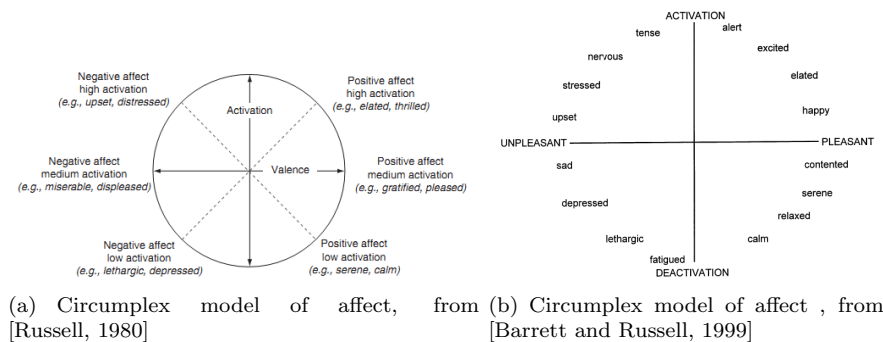 Negative affect
high activation
(e.g., upset, distressed)
Positive affect
high activation
(e.g., elated, thrilled)
Activation
Negative affect
medium activation
(e.g., miserable, displeased)
Valence
Positive affect
medium activation
(e.g., gratified, pleased)
Negative affect
low activation
(e.g., lethargic, depressed)
Positive affect
low activation
(e.g., serene, calm)
(a) Circumplex model of affect, from
[Russell, 1980]
ACTIVATION
tense
alert
nervous
excited
stressed
elated
upset
happy
UNPLEASANT
PLEASANT
sad
contented
depressed
serene
relaxed
lethargic
calm
fatigued
DEACTIVATION
(b) Circumplex model of affect , from
[Barrett and Russell, 1999]